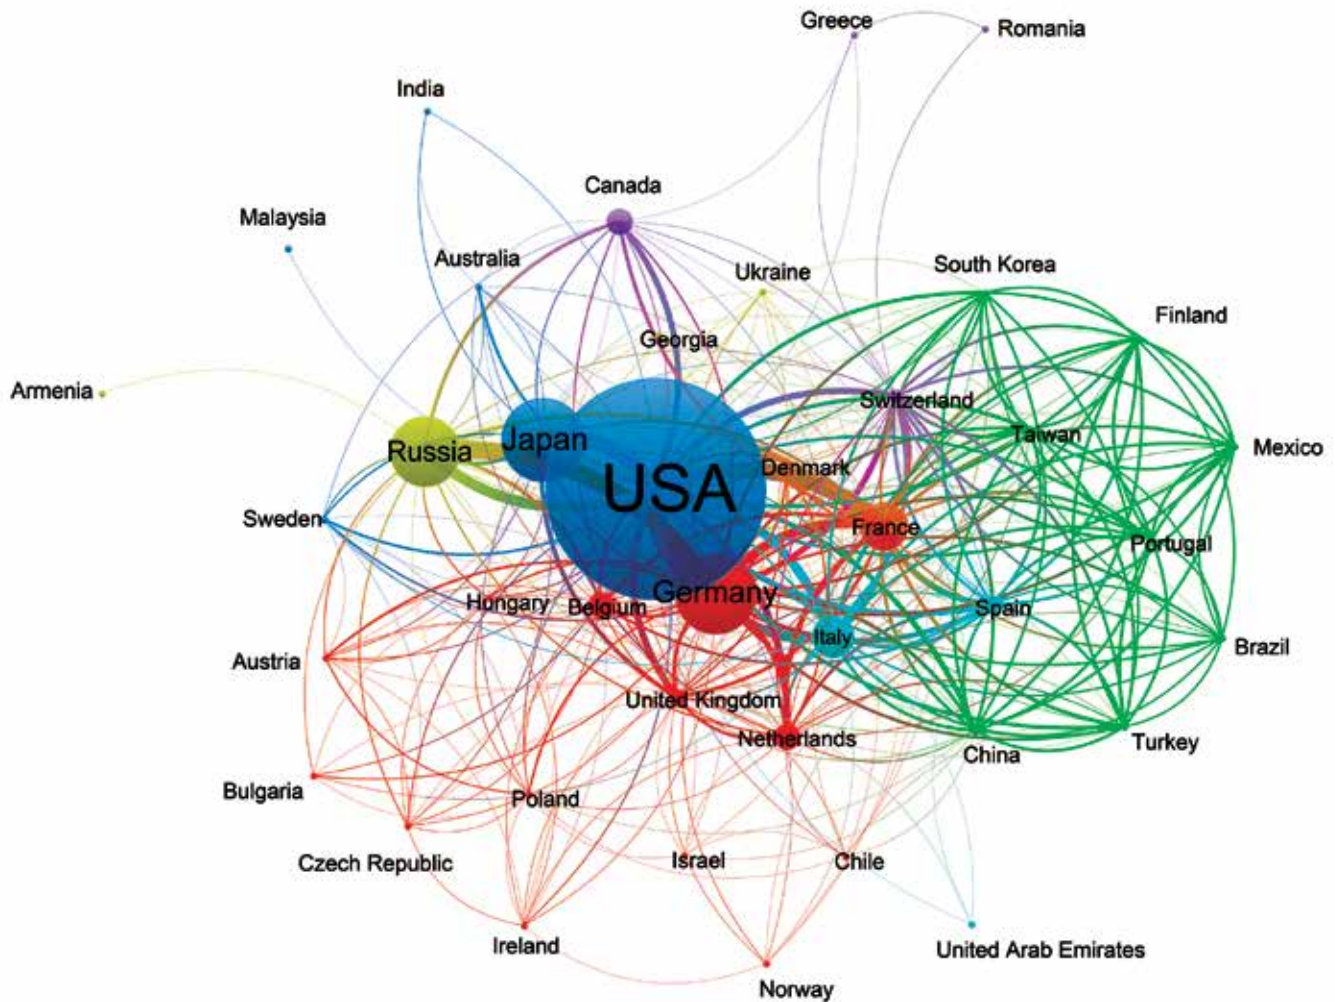 Greece
Romania
India
Canada
Malaysia
Australia
Ukraine
South Korea
Finland
Georgia
Armenia
Switzerland
Taiwan
Mexico
Russia
Japan
USA
Denmark
Sweden
France
Portugal
Hungary
Belgium
Germany
Italy
Spain
Austria
Brazil
United Kingdom
Netherlands
China
Turkey
Bulgaria
Poland
Czech Republic
Israel
Chile
Ireland
United Arab Emirates
Norway